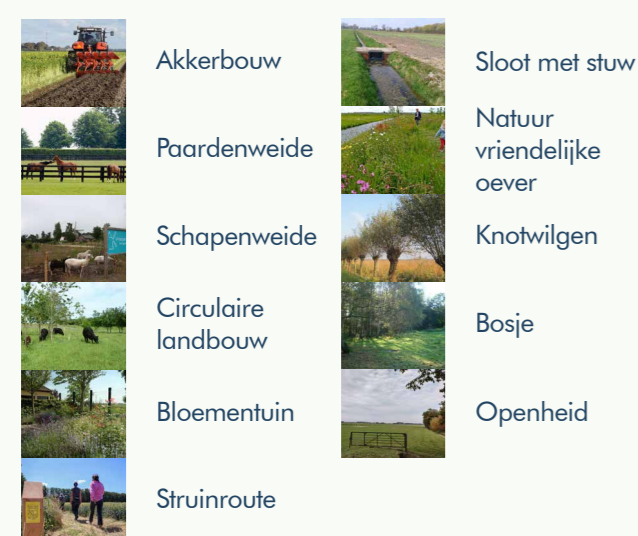 Akkerbouw
Paardenweide
Schapenweide
Circulaire
landbouw
Bloementuin
Struinroute
Sloot met stuw
Natuur
vriendelijke
oever
Knotwilgen
Bosje
Openheid